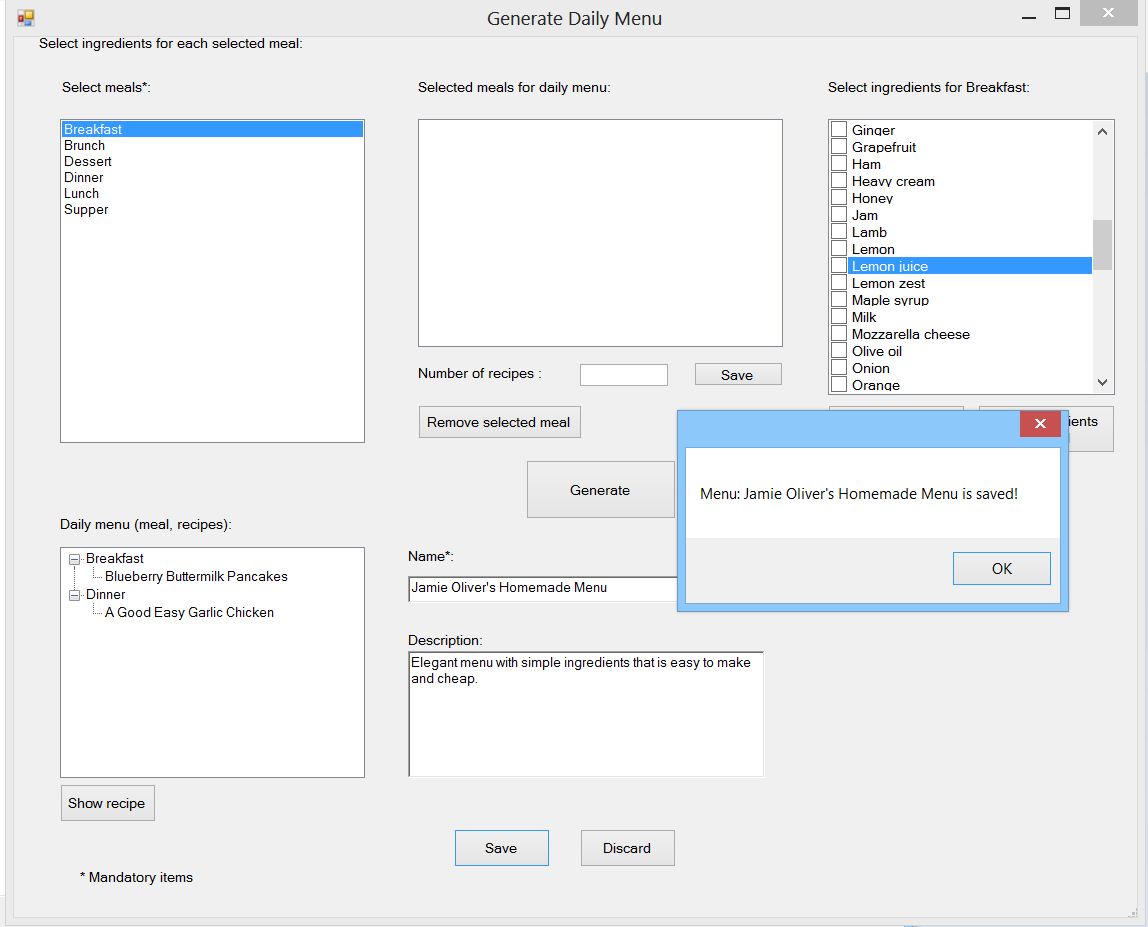 Generate Daily Menu
Select ingredients for each selected meal:
Select meals*:
Breakfast
Brunch
Dessert
Dinner
Lunch
Supper
Selected meals for daily menu:
Number of recipes :
Save
Remove selected meal
Select ingredients for Breakfast:
Ginger
Grapefruit
Ham
Heavy cream
Honey
Jam
Lamb
Lemon
Lemon juice
Lemon zest
Maple syrup
Milk
Mozzarella cheese
Olive oil
Onion
Orange
Generate
Menu: Jamie Oliver's Homemade Menu is saved!
OK
Daily menu (meal, recipes):
Breakfast
Blueberry Buttermilk Pancakes
Dinner
A Good Easy Garlic Chicken
Show recipe
Name*:
Jamie Oliver's Homemade Menu
Description:
Elegant menu with simple ingredients that is easy to make
and cheap.
Save
Discard
* Mandatory items